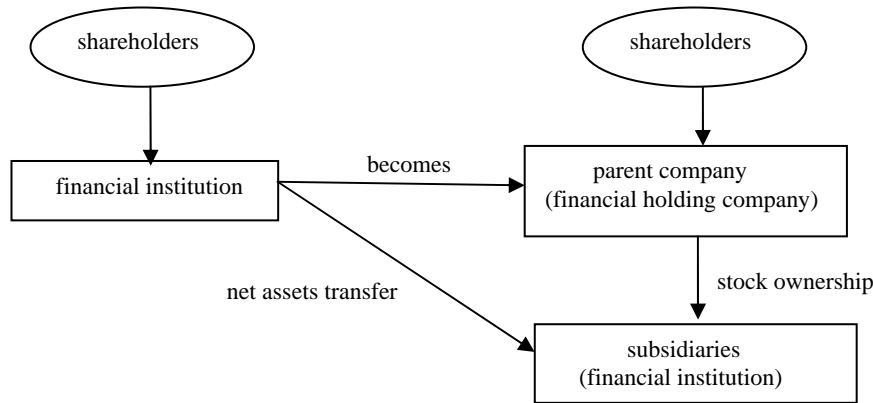 shareholders
shareholders
becomes
financial institution
parent company
(financial holding company)
net assets transfer
stock ownership
subsidiaries
(financial institution)